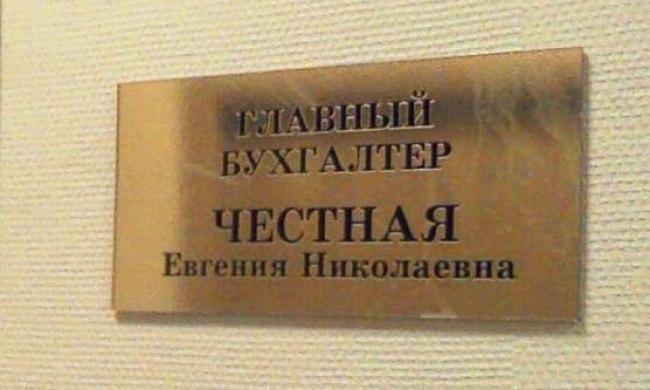 ГЛАВНЫЙ
БУХГАЛТЕР
ЧЕСТНАЯ
Евгения Николаевна